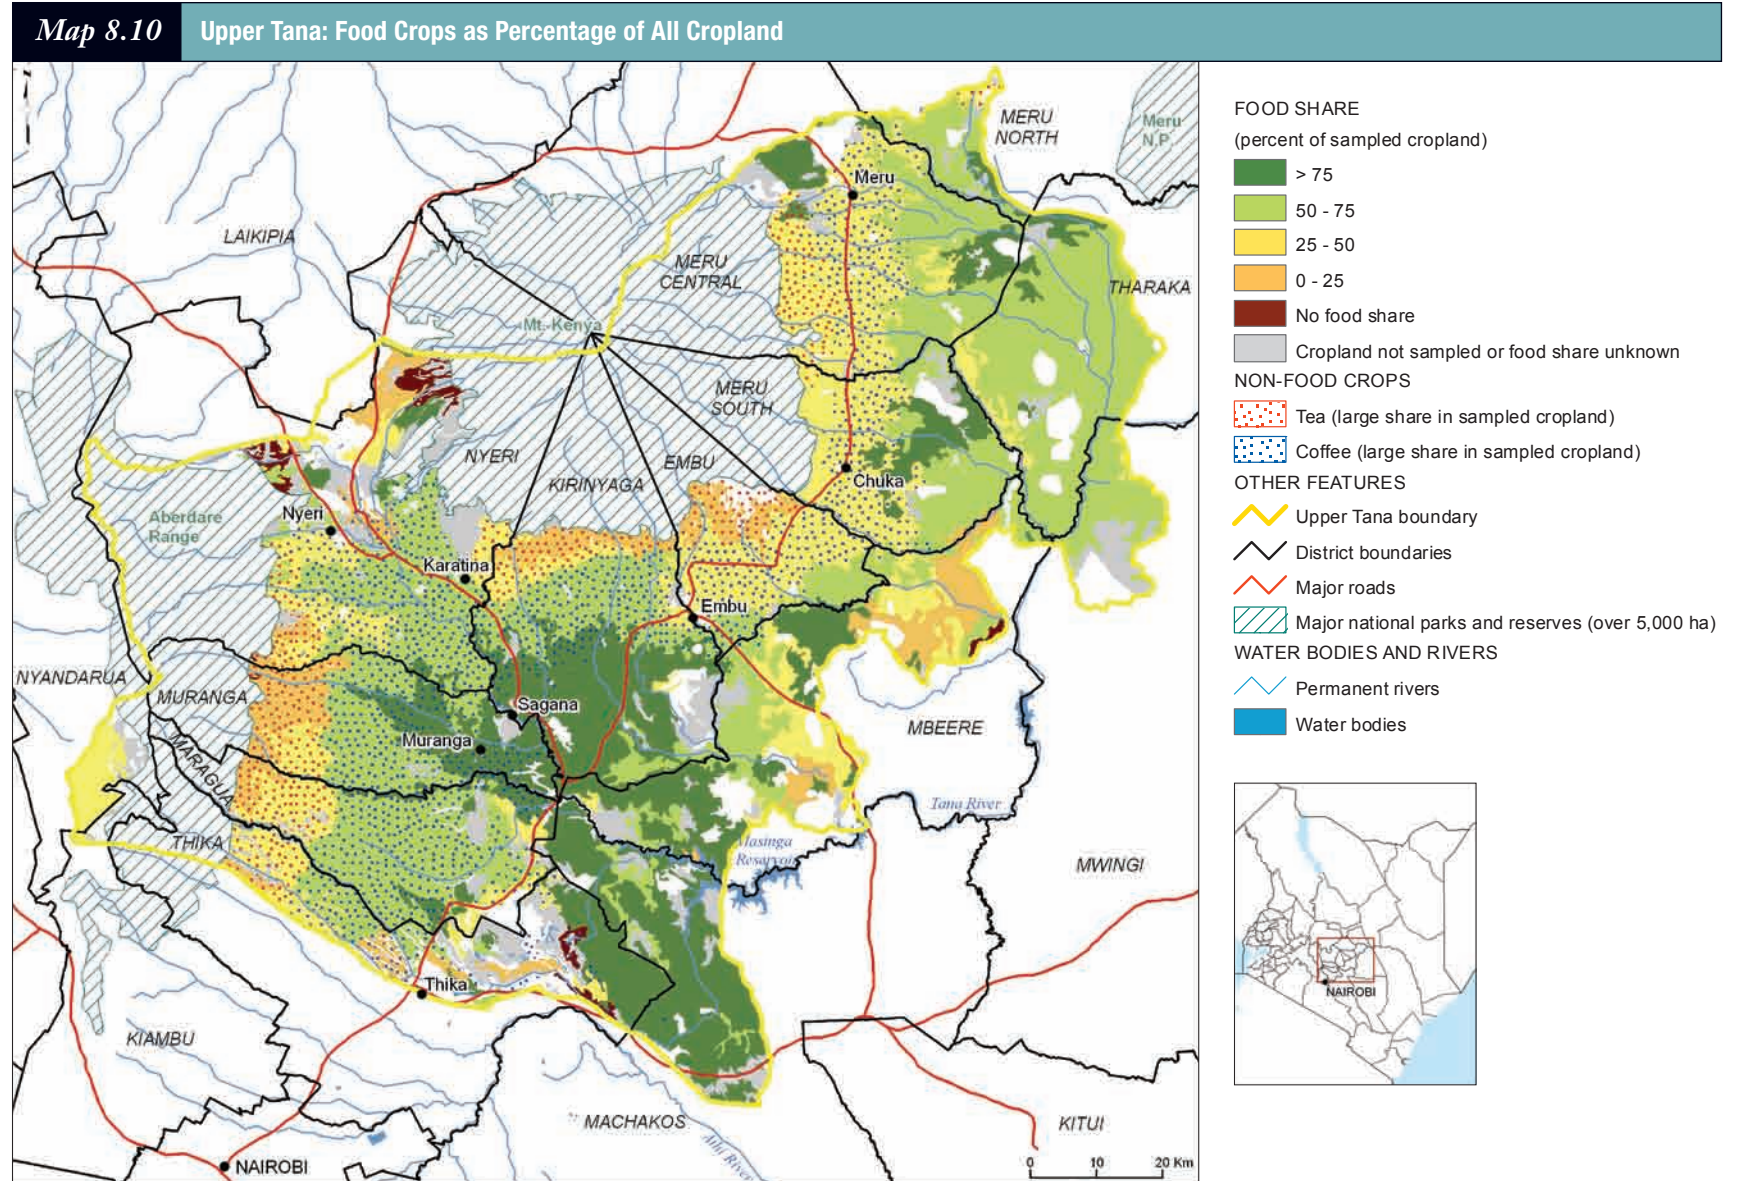 Map 8.10
Upper Tana: Food Crops as Percentage of All Cropland
MERU
NORTH
Meru
N.P.
Meru
LAIKIPIA
MERU
CENTRAL
THARAKA
Mt. Kenya
MERU
SOUTH
NYERI
EMBU
KIRINYAGA
Chuka
Aberdare
Range
Nyeri
Karatina
Embu
NYANDARUA
MURANGA
Sagana
MARAGUA
Muranga
MBEERE
Tana River
THIKA
Masinga
Reservoir
MWINGI
Thika
KIAMBU
MACHAKOS
KITUI
Athi River
NAIROBI
0 10 20 Km
FOOD SHARE
(percent of sampled cropland)
> 75
50 - 75
25 - 50
0 - 25
No food share
Cropland not sampled or food share unknown
NON-FOOD CROPS
Tea (large share in sampled cropland)
Coffee (large share in sampled cropland)
OTHER FEATURES
Upper Tana boundary
District boundaries
Major roads
Major national parks and reserves (over 5,000 ha)
WATER BODIES AND RIVERS
Permanent rivers
Water bodies
NAIROBI